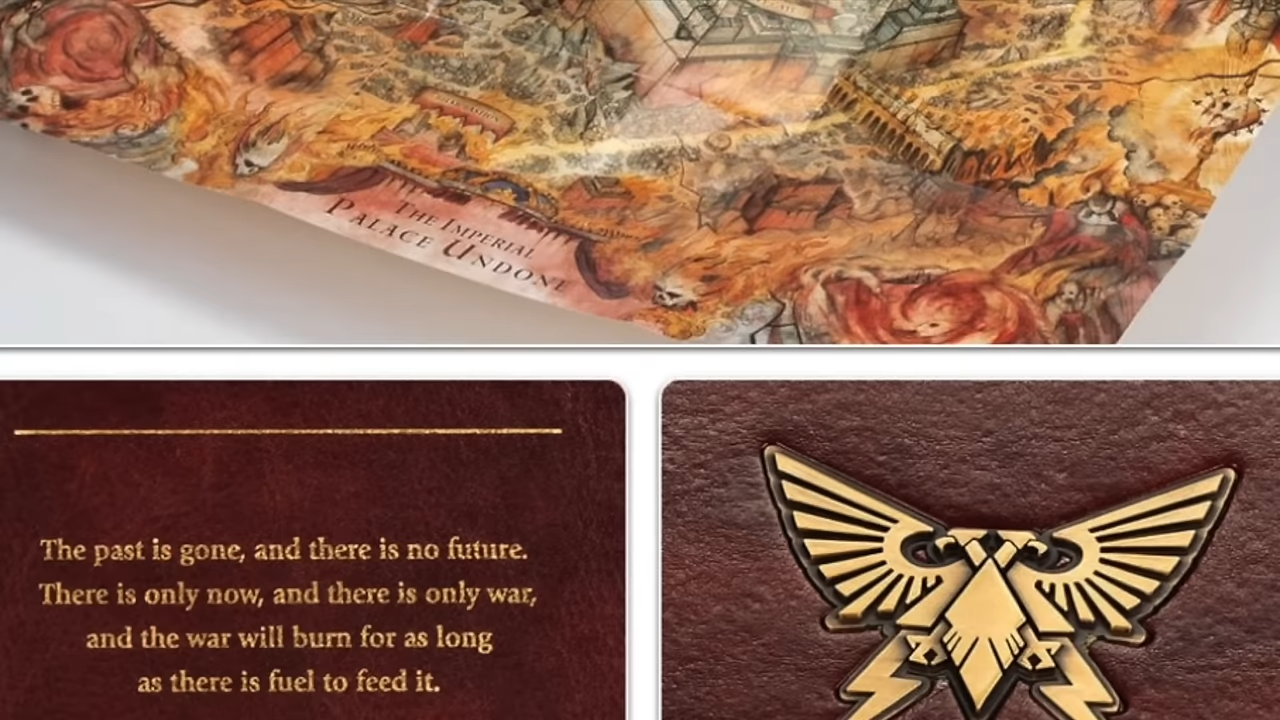 The Imperial
Palace Undone
The past is gone, and there is no future.
There is only now, and there is only war,
and the war will burn for as long
as there is fuel to feed it.